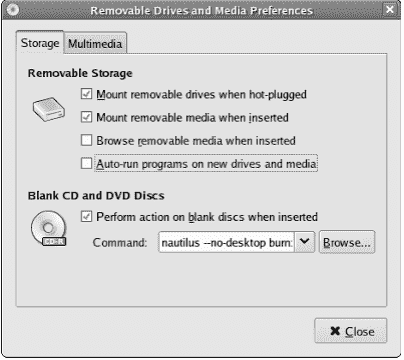 Removable Drives and Media Preferences
Storage Multimedia
Removable Storage
Mount removable drives when hot-plugged
Mount removable media when inserted
Browse removable media when inserted
Auto-run programs on new drives and media
Blank CD and DVD Discs
Perform action on blank discs when inserted
Command: nautilus --no-desktop burn: Browse...
Close